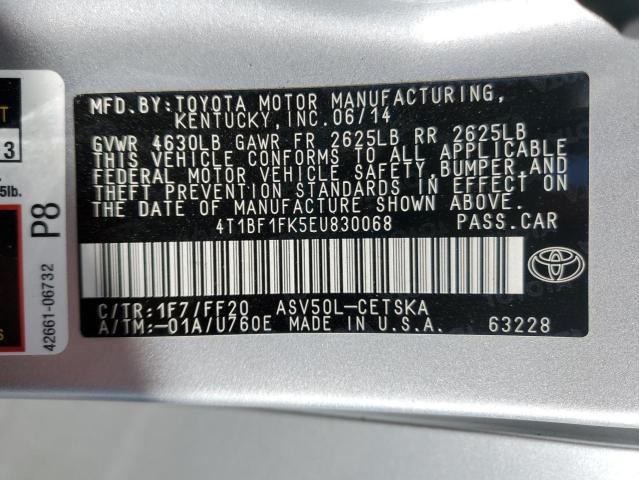 MFD.BY:TOYOTA MOTOR MANUFACTURING,
KENTUCKY, INC.06/14
GVWR 4630LB GAWR FR 2625LB RR 2625LB
THIS VEHICLE CONFORMS TO ALL APPLICABLE
FEDERAL MOTOR VEHICLE SAFETY,BUMPER,AND
THEFT PREVENTION STANDARDS IN EFFECT ON
THE DATE OF MANUFACTURE SHOWN ABOVE.
4T1BF1FK5EU830068 PASS.CAR
C/TR:1F7/FF20 ASV50L-CETSKA
A/TM:-01A/U760E MADE IN U.S.A. 63228
3
5lb.
P8
42661-06732